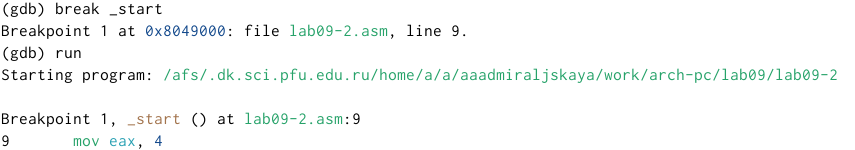 (gdb) break _start
Breakpoint 1 at 0x8049000: file lab09-2.asm, line 9.
(gdb) run
Starting program: /afs/.dk.sci.pfu.edu.ru/home/a/a/aaadmiraljskaya/work/arch-pc/lab09/lab09-2
Breakpoint 1, _start () at lab09-2.asm:9
9       mov eax, 4